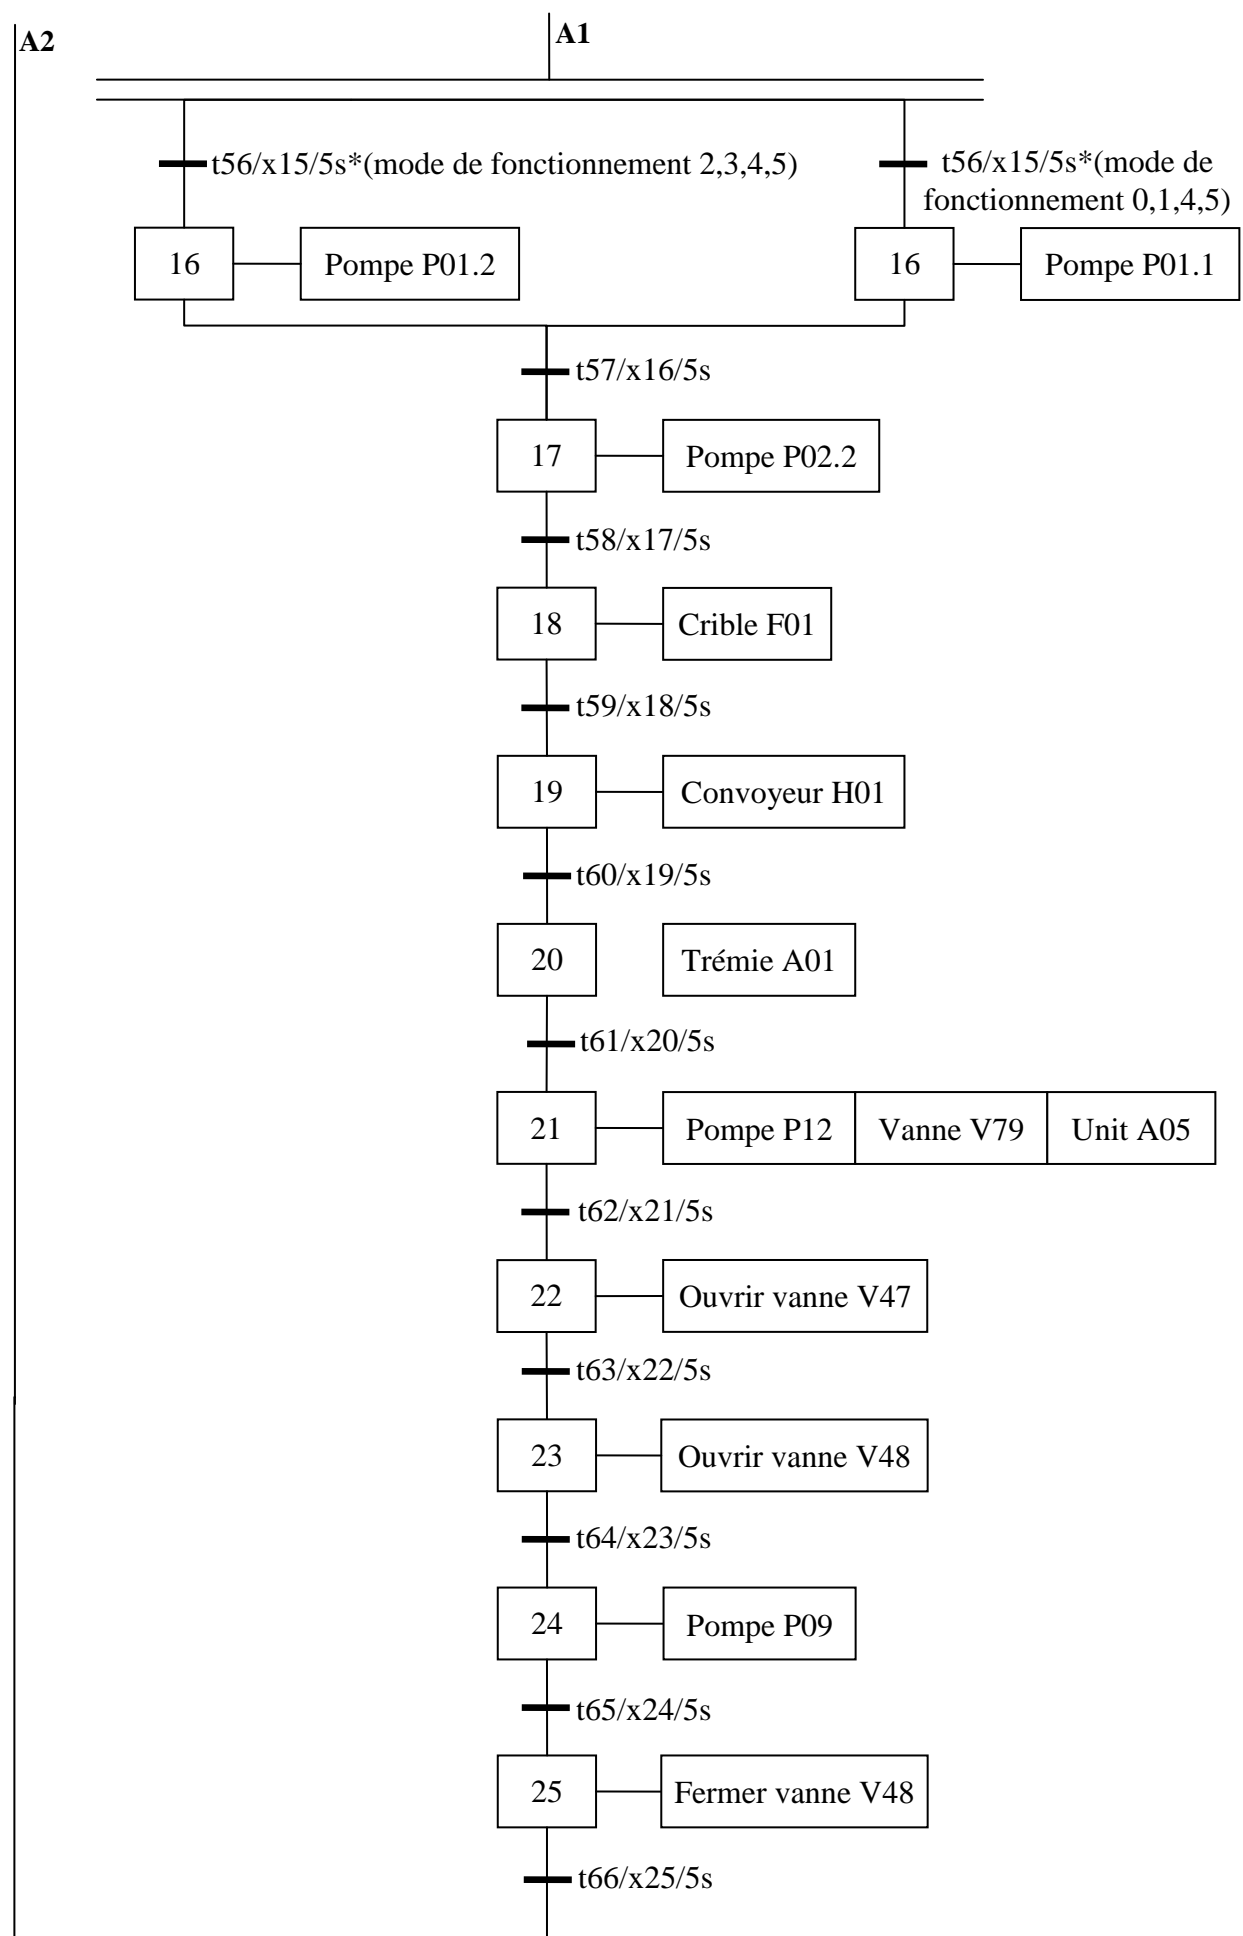 A2
A1
t56/x15/5s*(mode de fonctionnement 2,3,4,5)
t56/x15/5s*(mode de
fonctionnement 0,1,4,5)
16
Pompe P01.2
16
Pompe P01.1
t57/x16/5s
17
Pompe P02.2
t58/x17/5s
18
Crible F01
t59/x18/5s
19
Convoyeur H01
t60/x19/5s
20
Trémie A01
t61/x20/5s
21
Pompe P12
Vanne V79
Unit A05
t62/x21/5s
22
Ouvrir vanne V47
t63/x22/5s
23
Ouvrir vanne V48
t64/x23/5s
24
Pompe P09
t65/x24/5s
25
Fermer vanne V48
t66/x25/5s